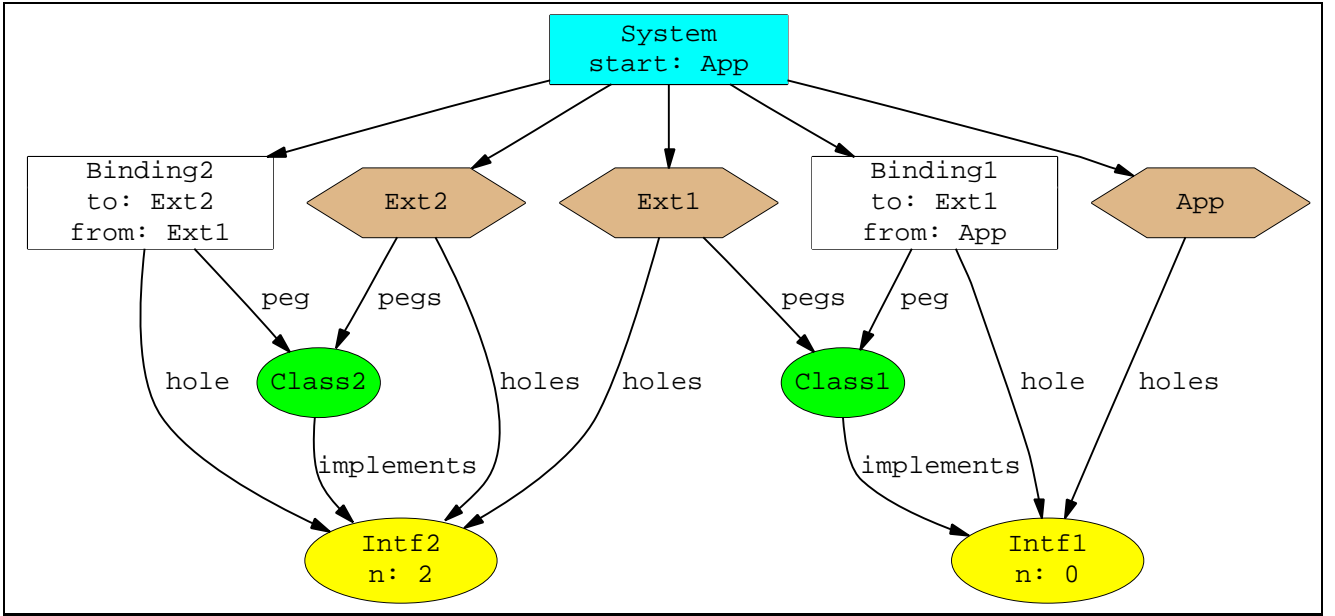 System
start: App
Binding2
to: Ext2
from: Ext1
Ext2
Ext1
Binding1
to: Ext1
from: App
App
peg
pegs
pegs
peg
hole
Class2
holes
holes
Class1
hole
holes
implements
implements
Intf2
n: 2
Intf1
n: 0